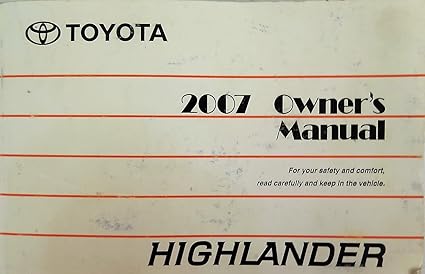 TOYOTA
2007 Owner's
Manual
For your safety and comfort,
read carefully and keep in the vehicle.
HIGHLANDER